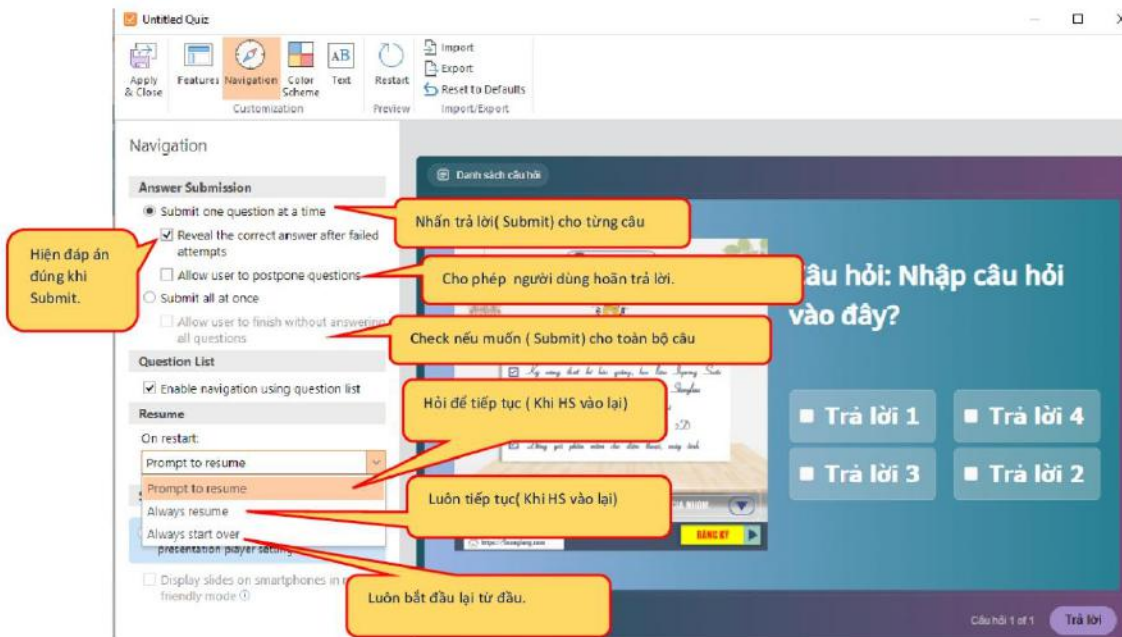 Untitled Quiz
Apply & Close
Features
Navigation
Color Scheme
Text
Restart
Import
Export
Reset to Defaults
Customization
Preview
Import/Export
Navigation
Answer Submission
Submit one question at a time
Reveal the correct answer after failed
attempts
Allow user to postpone questions
Submit all at once
Allow user to finish without answering
all questions
Question List
Enable navigation using question list
Resume
On restart:
Prompt to resume
Prompt to resume
Always resume
Always start over
presentation player
Display slides on smartphones in
friendly mode
Hiện đáp án
đúng khi
Submit.
Nhấn trả lời( Submit) cho từng câu
Cho phép người dùng hoãn trả lời.
Check nếu muốn ( Submit) cho toàn bộ câu
Hỏi để tiếp tục ( Khi HS vào lại)
Luôn tiếp tục( Khi HS vào lại)
Luôn bắt đầu lại từ đầu.
Danh sách câu hỏi
câu hỏi: Nhập câu hỏi
vào đây?
Trả lời 1
Trả lời 4
Trả lời 3
Trả lời 2
ĐĂNG KÝ
Câu hỏi 1 of 1
Trả lời